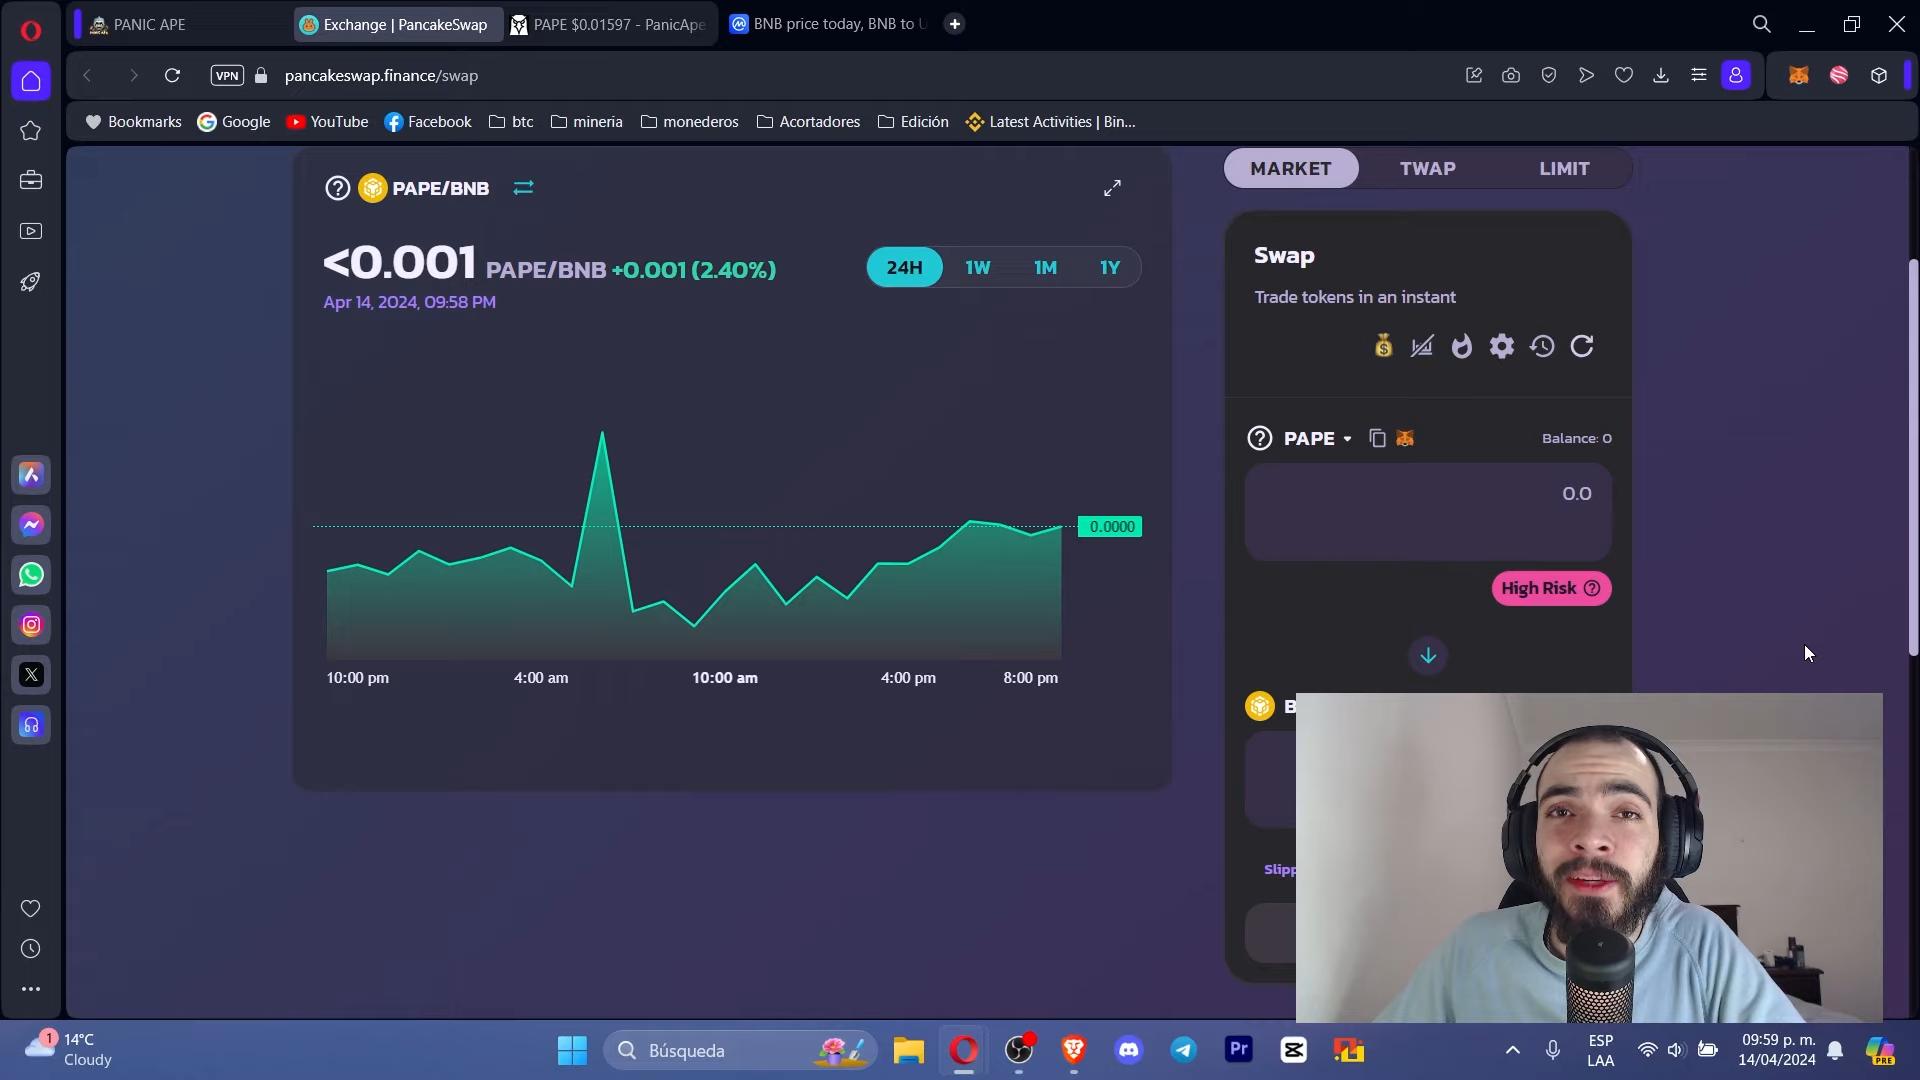 PANIC APE
Exchange | PancakeSwap
PAPE $0.01597 - PanicApe
BNB price today, BNB to U
VPN
pancakeswap.finance/swap
Bookmarks
Google
YouTube
Facebook
btc
mineria
monederos
Acortadores
Edición
Latest Activities | Bin...
PAPE/BNB
<0.001 PAPE/BNB +0.001 (2.40%)
Apr 14, 2024, 09:58 PM
24H
1W
1M
1Y
0.0000
10:00 pm
4:00 am
10:00 am
4:00 pm
8:00 pm
MARKET
TWAP
LIMIT
Swap
Trade tokens in an instant
PAPE
Balance: 0
0.0
High Risk
B
Slipp
1
14°C
Cloudy
Búsqueda
Pr
ESP
LAA
09:59 p. m.
14/04/2024
PRE